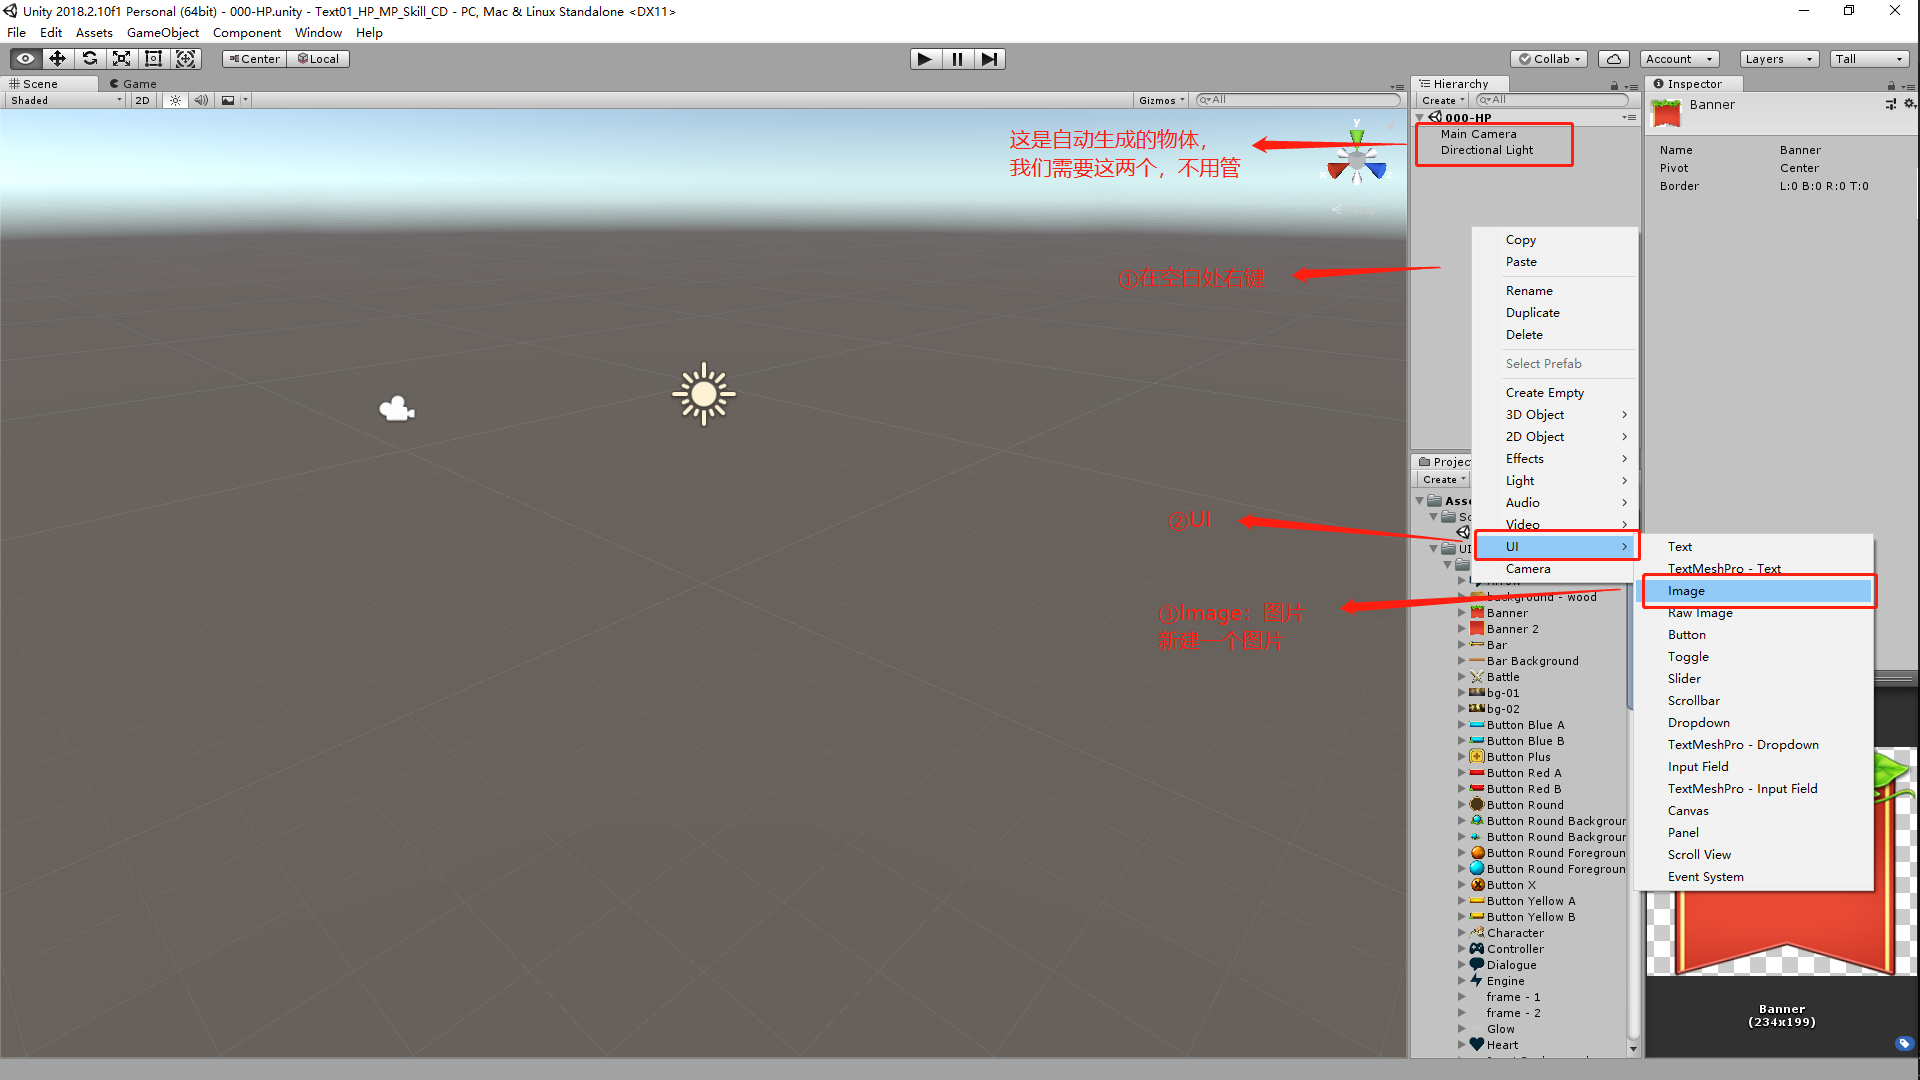 Unity 2018.2.10f1 Personal (64bit) - 000-HP.unity - Text01_HP_MP_Skill_CD - PC, Mac & Linux Standalone <DX11>
File Edit Assets GameObject Component Window Help
Center Local
Collab Account Layers Tall
Scene Game
Shaded 2D Gizmos All
Hierarchy
Create All
000-HP
Main Camera
Directional Light
Inspector
Banner
Name Banner
Pivot Center
Border L:0 B:0 R:0 T:0
y
这是自动生成的物体，
我们需要这两个，不用管
①在空白处右键
②UI
③Image：图片
新建一个图片
Copy
Paste
Rename
Duplicate
Delete
Select Prefab
Create Empty
3D Object
2D Object
Effects
Light
Audio
Video
UI
Camera
Text
TextMeshPro - Text
Image
Raw Image
Button
Toggle
Slider
Scrollbar
Dropdown
TextMeshPro - Dropdown
Input Field
TextMeshPro - Input Field
Canvas
Panel
Scroll View
Event System
Projec
Create
Asse
Sc
UI
background - wood
Banner
Banner 2
Bar
Bar Background
Battle
bg-01
bg-02
Button Blue A
Button Blue B
Button Plus
Button Red A
Button Red B
Button Round
Button Round Backgroun
Button Round Backgroun
Button Round Foregroun
Button Round Foregroun
Button X
Button Yellow A
Button Yellow B
Character
Controller
Dialogue
Engine
frame - 1
frame - 2
Glow
Heart
Banner
(234x199)